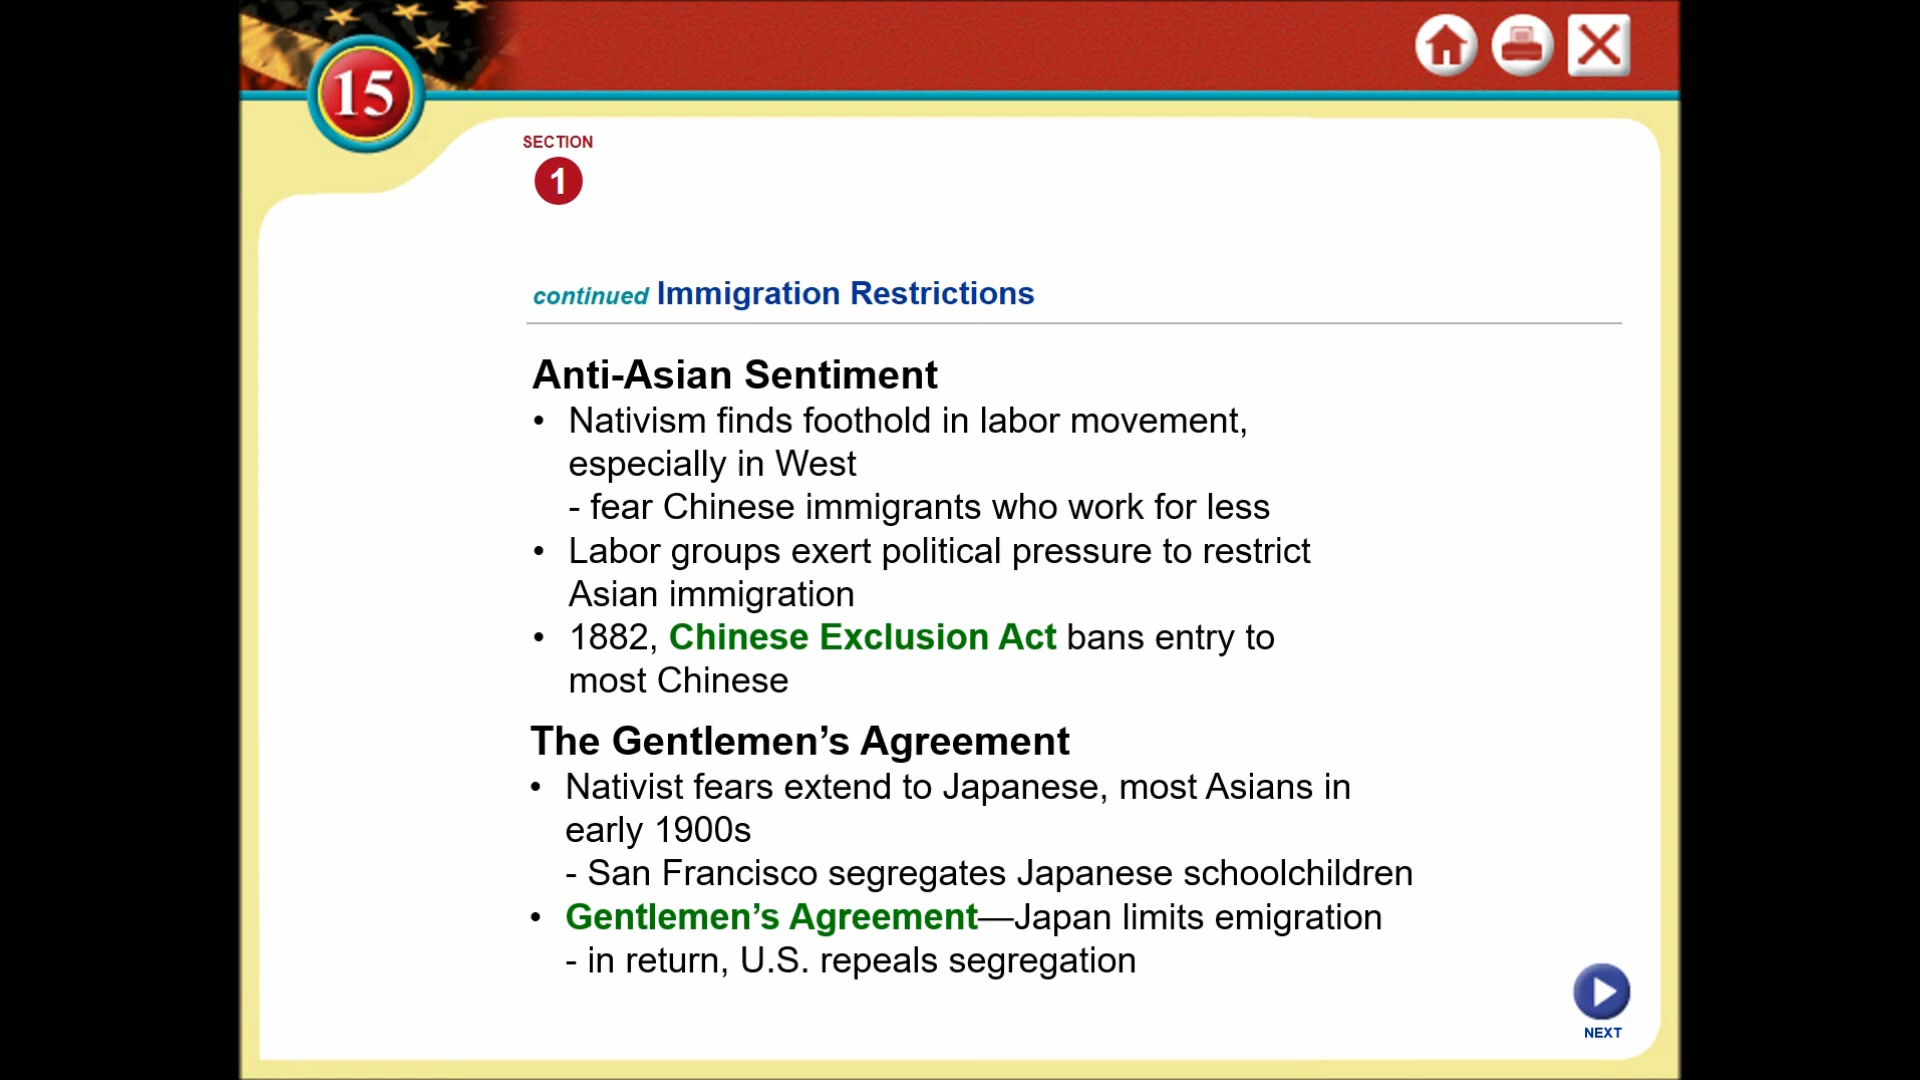 15
SECTION
1
continued Immigration Restrictions
Anti-Asian Sentiment
• Nativism finds foothold in labor movement,
especially in West
- fear Chinese immigrants who work for less
• Labor groups exert political pressure to restrict
Asian immigration
• 1882, Chinese Exclusion Act bans entry to
most Chinese
The Gentlemen’s Agreement
• Nativist fears extend to Japanese, most Asians in
early 1900s
- San Francisco segregates Japanese schoolchildren
• Gentlemen’s Agreement—Japan limits emigration
- in return, U.S. repeals segregation
NEXT